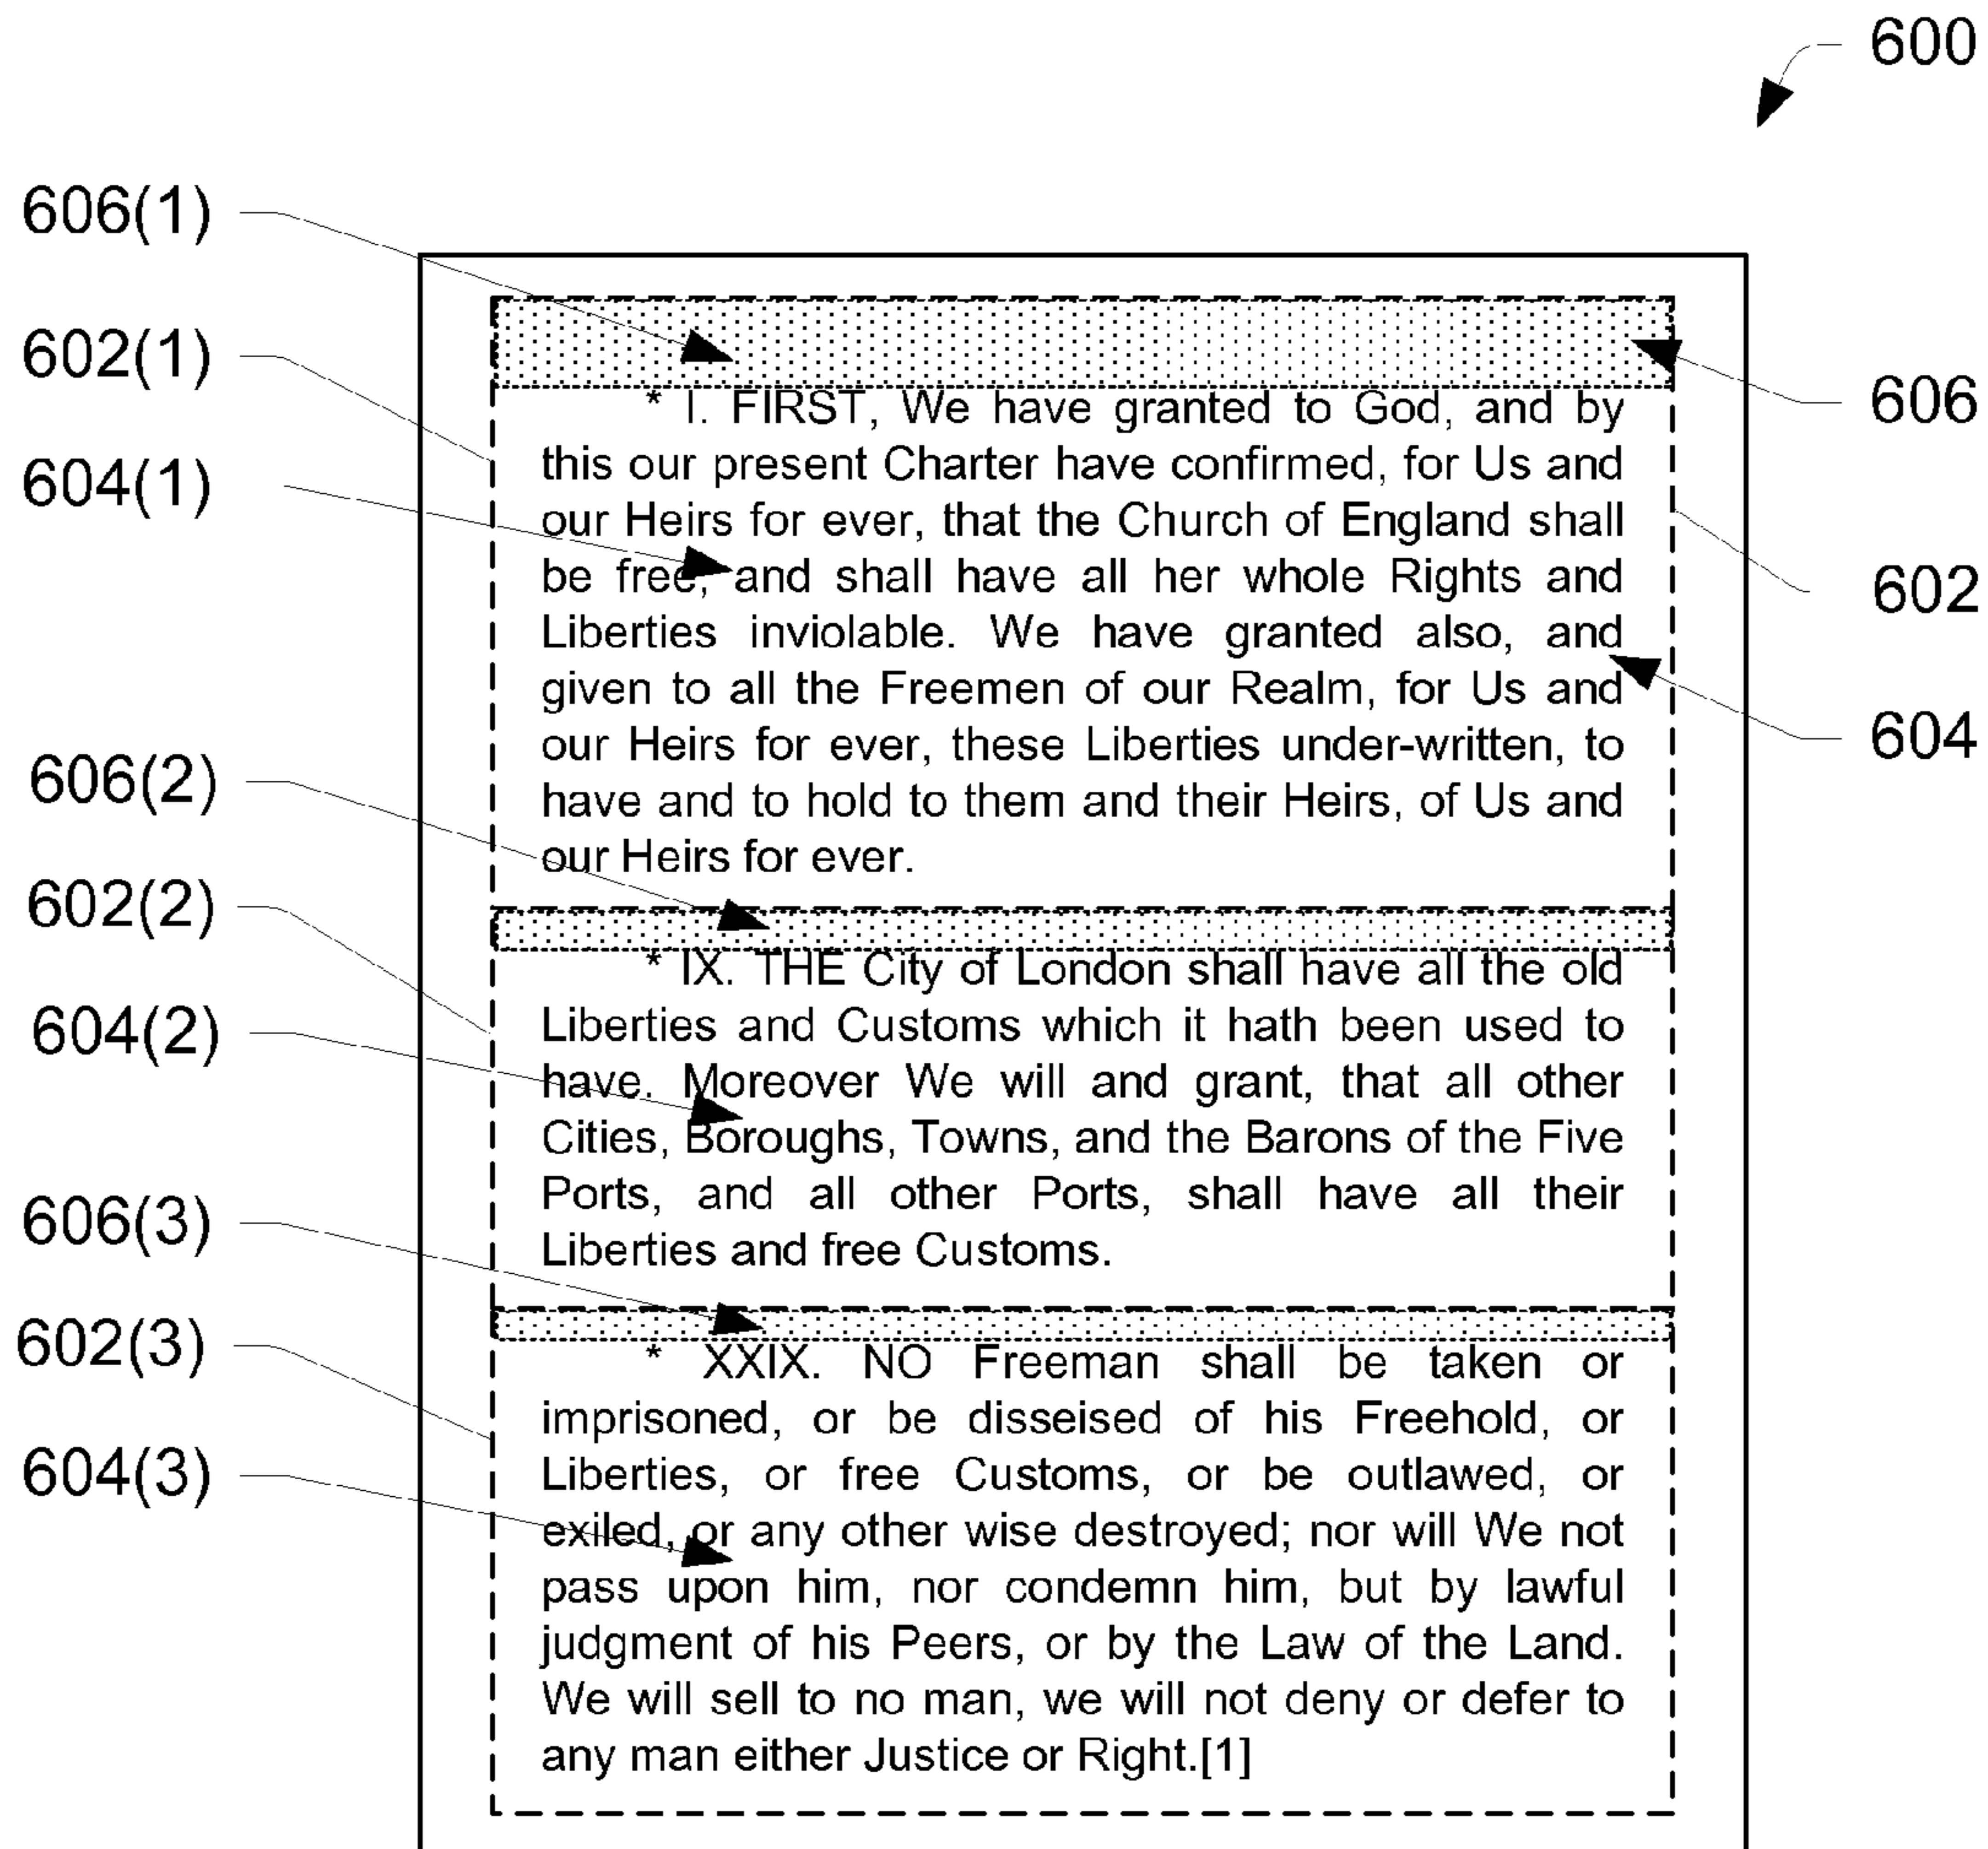 600
606(1)
602(1)
606
* I. FIRST, We have granted to God, and by
this our present Charter have confirmed, for Us and
604(1)
our Heirs for ever, that the Church of England shall
be free, and shall have all her whole Rights and
602
Liberties inviolable. We have granted also, and
given to all the Freemen of our Realm, for Us and
our Heirs for ever, these Liberties under-written, to
604
606(2)
have and to hold to them and their Heirs, of Us and
our Heirs for ever.
602(2)
* IX. THE City of London shall have all the old
Liberties and Customs which it hath been used to
604(2)
have. Moreover We will and grant, that all other
Cities, Boroughs, Towns, and the Barons of the Five
Ports, and all other Ports, shall have all their
606(3)
Liberties and free Customs.
602(3)
* XXIX. NO Freeman shall be taken or
imprisoned, or be disseised of his Freehold, or
Liberties, or free Customs, or be outlawed, or
604(3)
exiled, or any other wise destroyed; nor will We not
pass upon him, nor condemn him, but by lawful
judgment of his Peers, or by the Law of the Land.
We will sell to no man, we will not deny or defer to
any man either Justice or Right.[1]